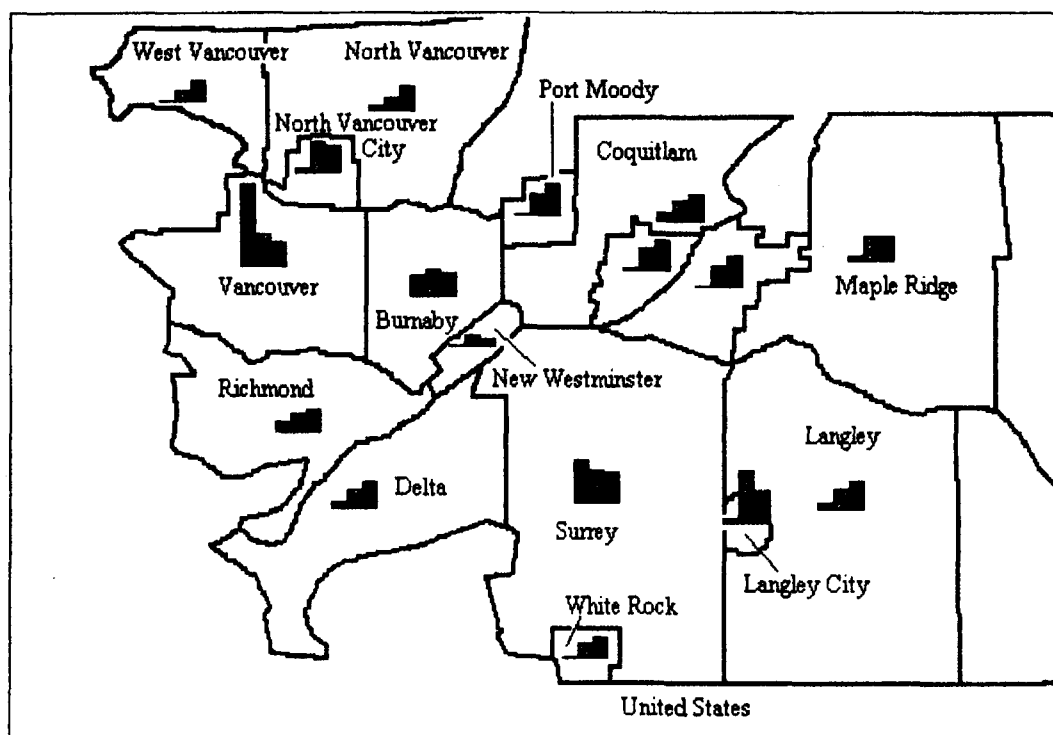 West Vancouver
North Vancouver
Port Moody
North Vancouver
City
Coquitlam
Vancouver
Maple Ridge
Burnaby
New Westminster
Richmond
Langley
Delta
Surrey
Langley City
White Rock
United States